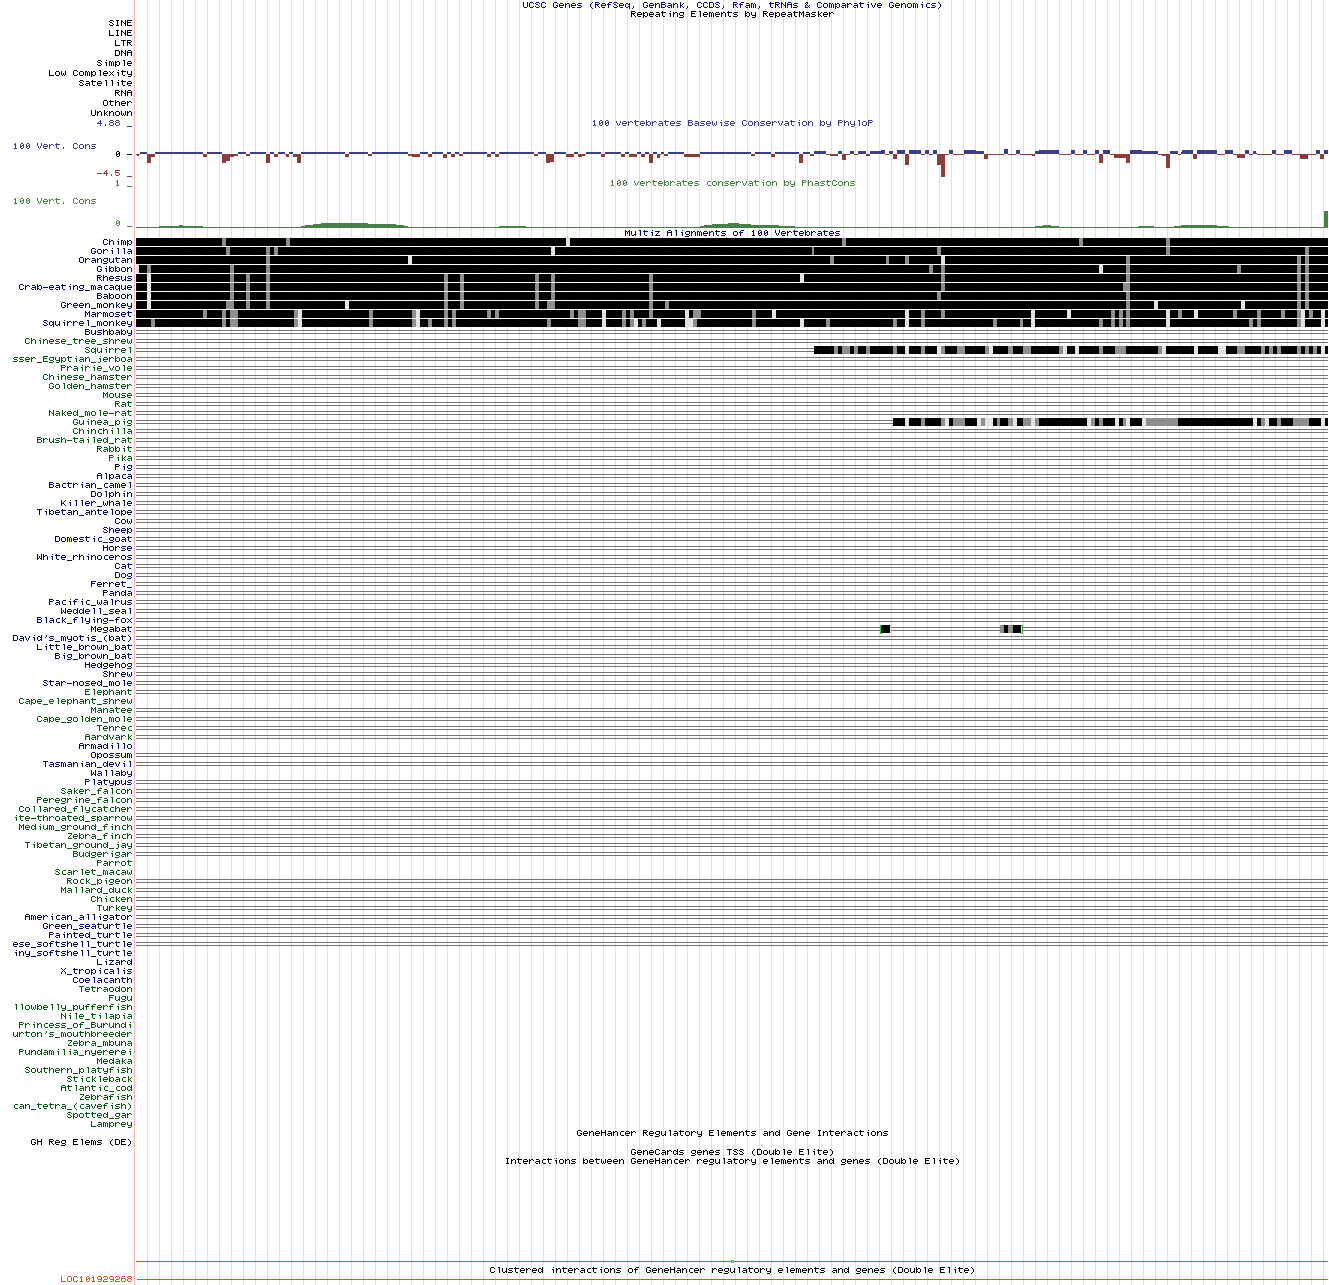 UCSC Genes (RefSeq, GenBank, CCDS, Rfam, tRNAs & Comparative Genomics)
Repeating Elements by RepeatMasker
SINE
LINE
LTR
DNA
Simple
Low Complexity
Satellite
RNA
Other
Unknown
4.88 _
100 vertebrates Basewise Conservation by PhyloP
100 Vert. Cons
0 _
-4.5 _
1 _
100 vertebrates conservation by PhastCons
100 Vert. Cons
0 _
Multiz Alignments of 100 Vertebrates
Chimp
Gorilla
Orangutan
Gibbon
Rhesus
Crab-eating_macaque
Baboon
Green_monkey
Marmoset
Squirrel_monkey
Bushbaby
Chinese_tree_shrew
Squirrel
sser_Egyptian_jerboa
Prairie_vole
Chinese_hamster
Golden_hamster
Mouse
Rat
Naked_mole-rat
Guinea_pig
Chinchilla
Brush-tailed_rat
Rabbit
Pika
Pig
Alpaca
Bactrian_camel
Dolphin
Killer_whale
Tibetan_antelope
Cow
Sheep
Domestic_goat
Horse
White_rhinoceros
Cat
Dog
Ferret_
Panda
Pacific_walrus
Weddell_seal
Black_flying-fox
Megabat
David's_myotis_(bat)
Little_brown_bat
Big_brown_bat
Hedgehog
Shrew
Star-nosed_mole
Elephant
Cape_elephant_shrew
Manatee
Cape_golden_mole
Tenrec
Aardvark
Armadillo
Opossum
Tasmanian_devil
Wallaby
Platypus
Saker_falcon
Peregrine_falcon
Collared_flycatcher
ite-throated_sparrow
Medium_ground_finch
Zebra_finch
Tibetan_ground_jay
Budgerigar
Parrot
Scarlet_macaw
Rock_pigeon
Mallard_duck
Chicken
Turkey
American_alligator
Green_seaturtle
Painted_turtle
ese_softshell_turtle
iny_softshell_turtle
Lizard
X_tropicalis
Coelacanth
Tetraodon
Fugu
llowbelly_pufferfish
Nile_tilapia
Princess_of_Burundi
urton's_mouthbreeder
Zebra_mbuna
Pundamilia_nyererei
Medaka
Southern_platyfish
Stickleback
Atlantic_cod
Zebrafish
can_tetra_(cavefish)
Spotted_gar
Lamprey
GeneHancer Regulatory Elements and Gene Interactions
GH Reg Elems (DE)
GeneCards genes TSS (Double Elite)
Interactions between GeneHancer regulatory elements and genes (Double Elite)
Clustered interactions of GeneHancer regulatory elements and genes (Double Elite)
LOC101929268